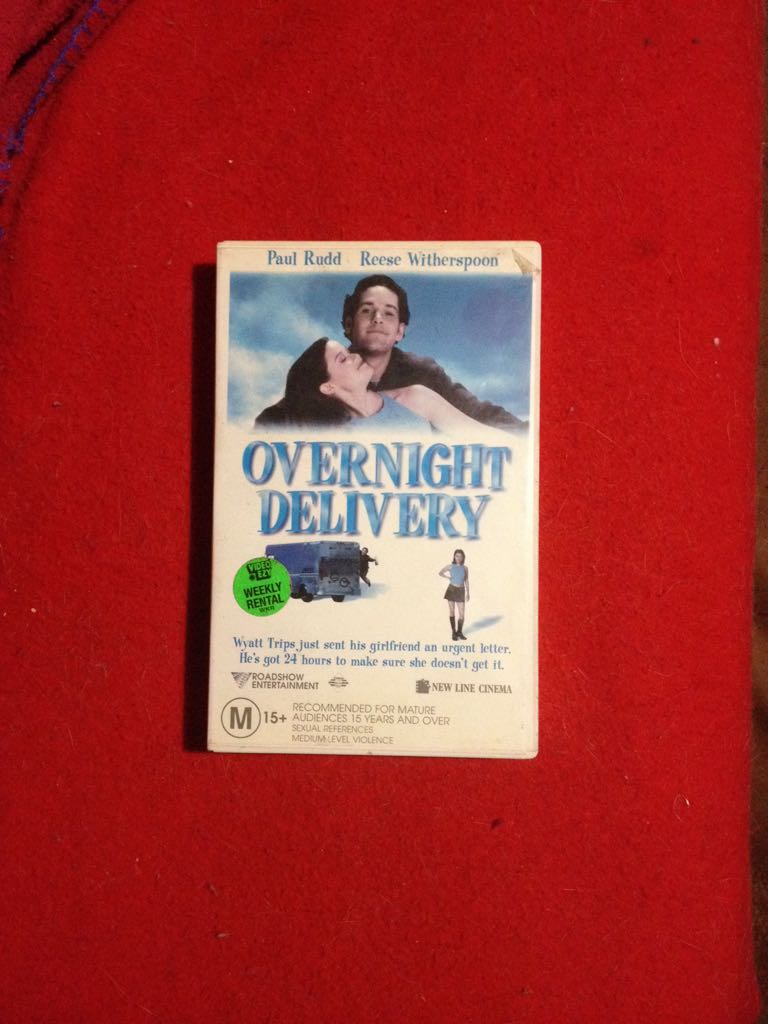 Paul Rudd Reese Witherspoon
OVERNIGHT
DELIVERY
VIDEO
EZY
WEEKLY
RENTAL
WKR
Wyatt Trips just sent his girlfriend an urgent letter.
He's got 24 hours to make sure she doesn't get it.
ROADSHOW
ENTERTAINMENT
NEW LINE CINEMA
M 15+
RECOMMENDED FOR MATURE
AUDIENCES 15 YEARS AND OVER
SEXUAL REFERENCES
MEDIUM LEVEL VIOLENCE